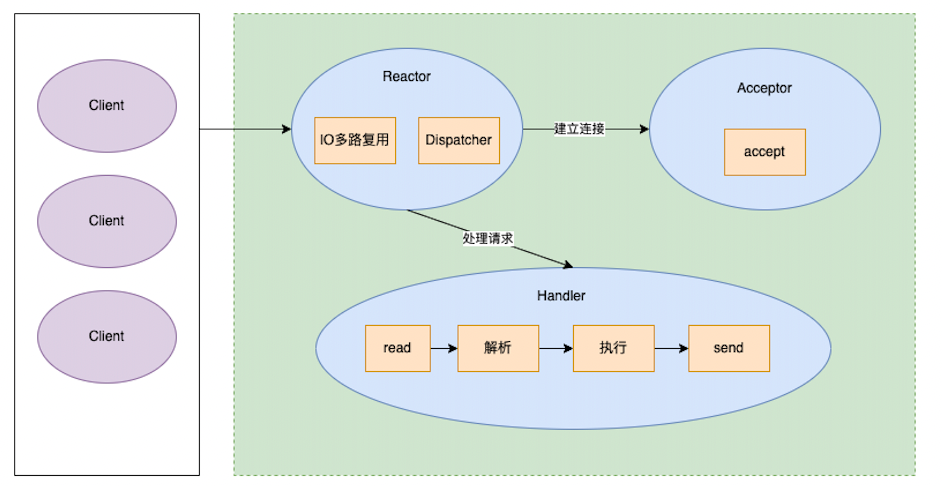 Client
Client
Client
Reactor
IO多路复用
Dispatcher
建立连接
Acceptor
accept
处理请求
Handler
read
解析
执行
send